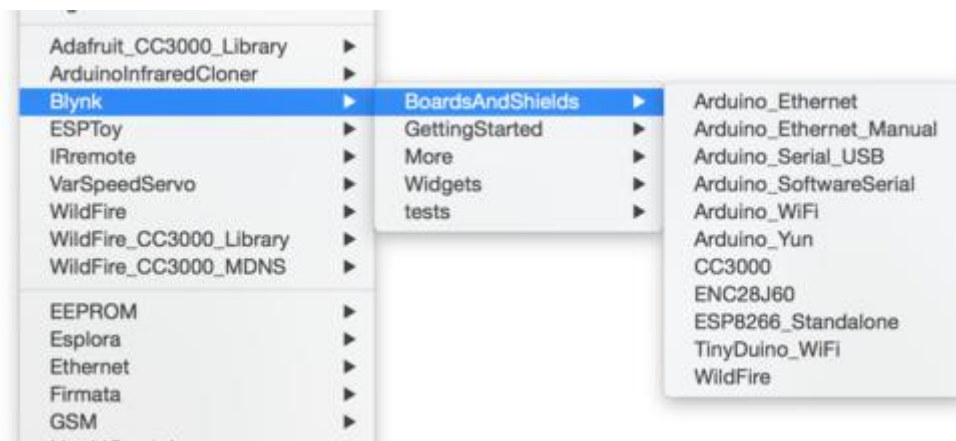 Adafruit_CC3000_Library
ArduinoInfraredCloner
Blynk
ESPToy
IRremote
VarSpeedServo
WildFire
WildFire_CC3000_Library
WildFire_CC3000_MDNS
EEPROM
Esplora
Ethernet
Firmata
GSM
BoardsAndShields
GettingStarted
More
Widgets
tests
Arduino_Ethernet
Arduino_Ethernet_Manual
Arduino_Serial_USB
Arduino_SoftwareSerial
Arduino_WiFi
Arduino_Yun
CC3000
ENC28J60
ESP8266_Standalone
TinyDuino_WiFi
WildFire